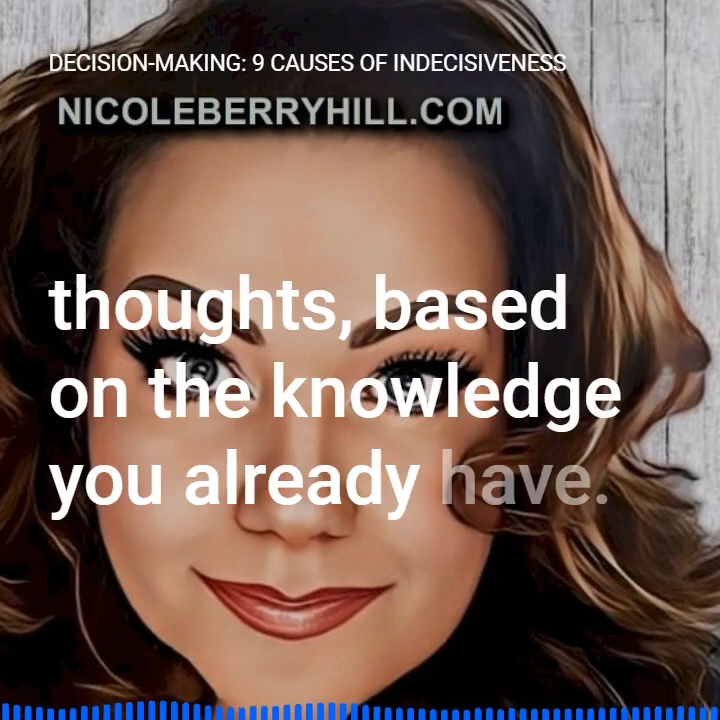 DECISION-MAKING: 9 CAUSES OF INDECISIVENESS
NICOLEBERRYHILL.COM
thoughts, based
on the knowledge
you already have.